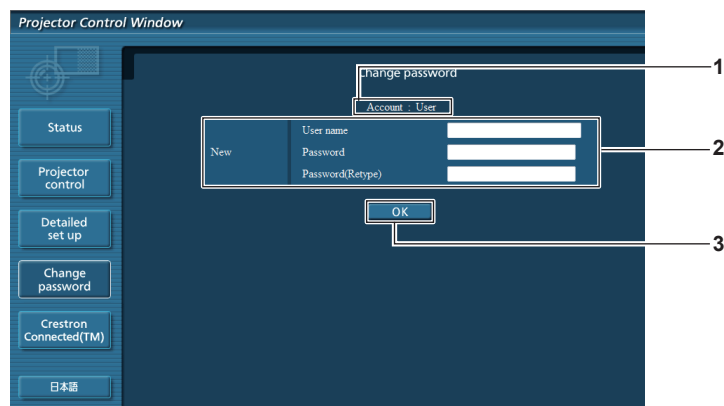 Projector Control Window
Change password
Account : User
1
Status
User name
New
Password
2
Password(Retype)
Projector
control
OK
Detailed
set up
3
Change
password
Crestron
Connected(TM)
日本語